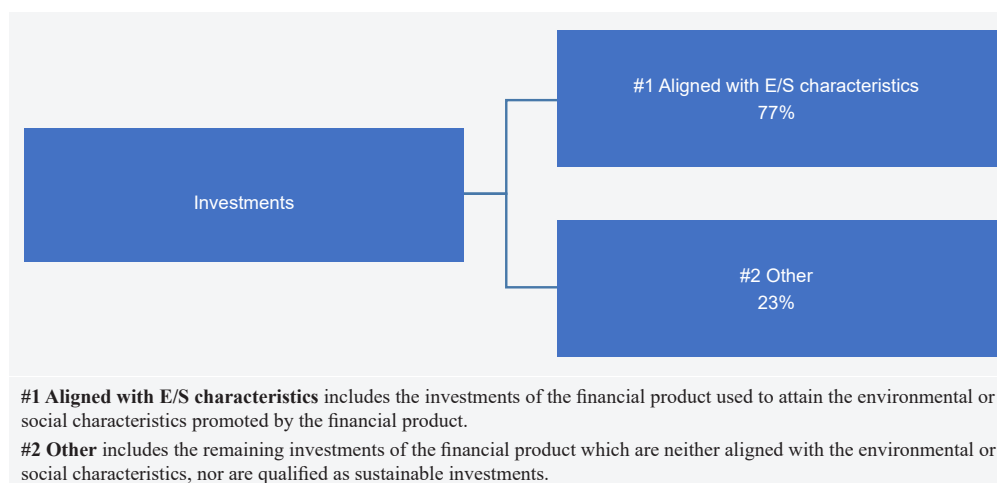 #1 Aligned with E/S characteristics
77%
Investments
#2 Other
23%
#1 Aligned with E/S characteristics includes the investments of the financial product used to attain the environmental or
social characteristics promoted by the financial product.
#2 Other includes the remaining investments of the financial product which are neither aligned with the environmental or
social characteristics, nor are qualified as sustainable investments.